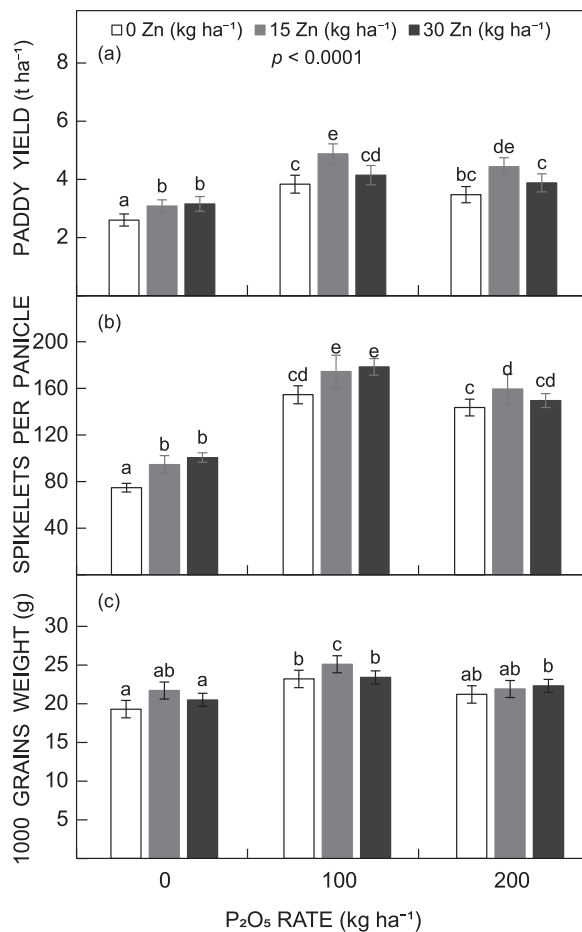 0 Zn (kg ha⁻¹) 15 Zn (kg ha⁻¹) 30 Zn (kg ha⁻¹)
(a) p < 0.0001
PADDY YIELD (t ha⁻¹)
8
6
4
2
a b b c e cd bc de c
(b)
SPIKELETS PER PANICLE
200
160
120
80
40
a b b cd e e c d cd
(c)
1000 GRAINS WEIGHT (g)
30
25
20
15
10
5
a ab a b c b ab ab b
0 100 200
P₂O₅ RATE (kg ha⁻¹)